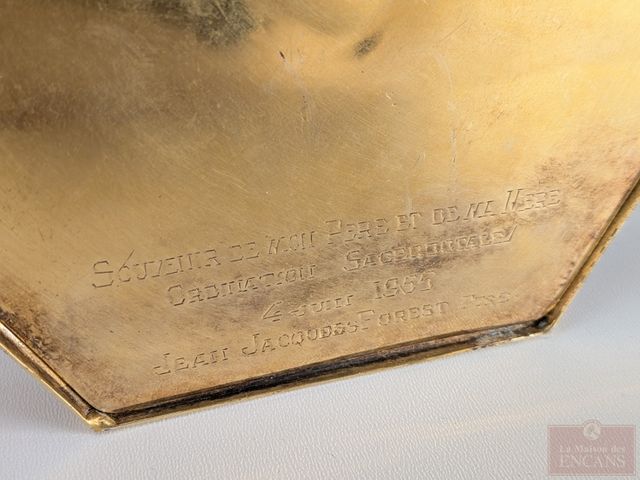 SOUVENIR DE MON PERE ET DE MA MERE
ORDINATION SACERDOTALE
4 JUIN
JEAN JACQUES FOREST
La Maison des
ENCANS